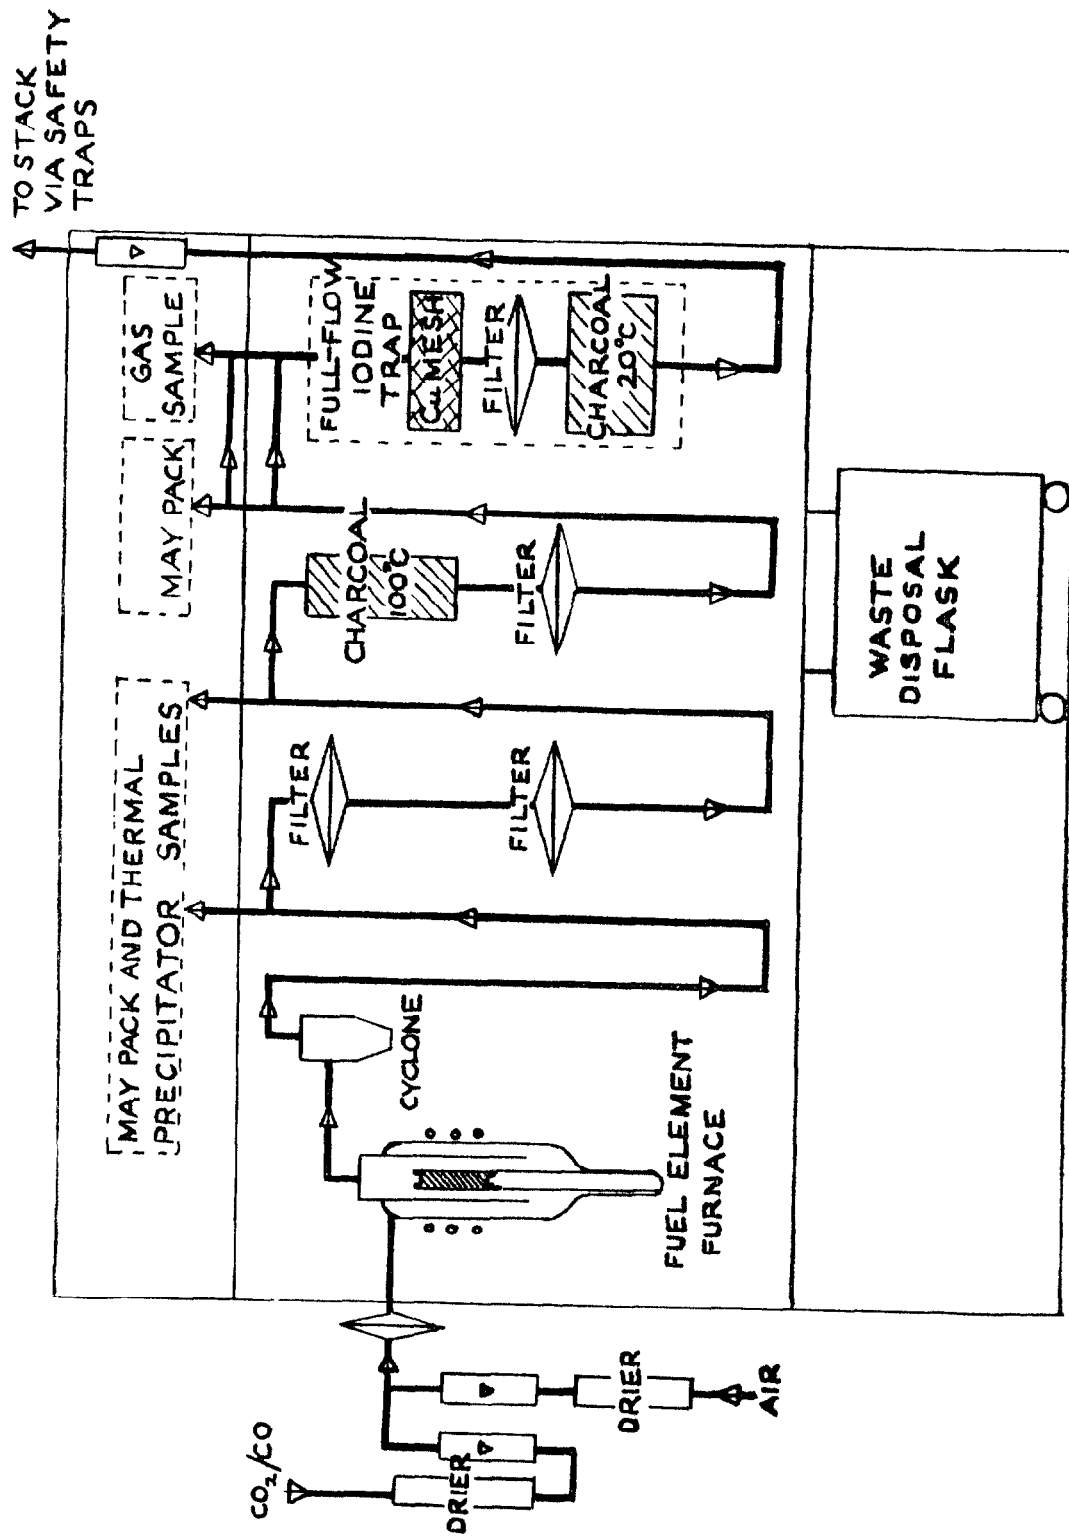 TO STACK
VIA SAFETY
TRAPS
GAS
SAMPLE
MAY PACK
MAY PACK AND THERMAL
PRECIPITATOR SAMPLES
FULL-FLOW
IODINE
TRAP
Cu MESH
FILTER
CHARCOAL
20°C
CHARCOAL
100°C
FILTER
FILTER
FILTER
CYCLONE
FUEL ELEMENT
FURNACE
WASTE
DISPOSAL
FLASK
CO₂/CO
DRIER
DRIER
AIR